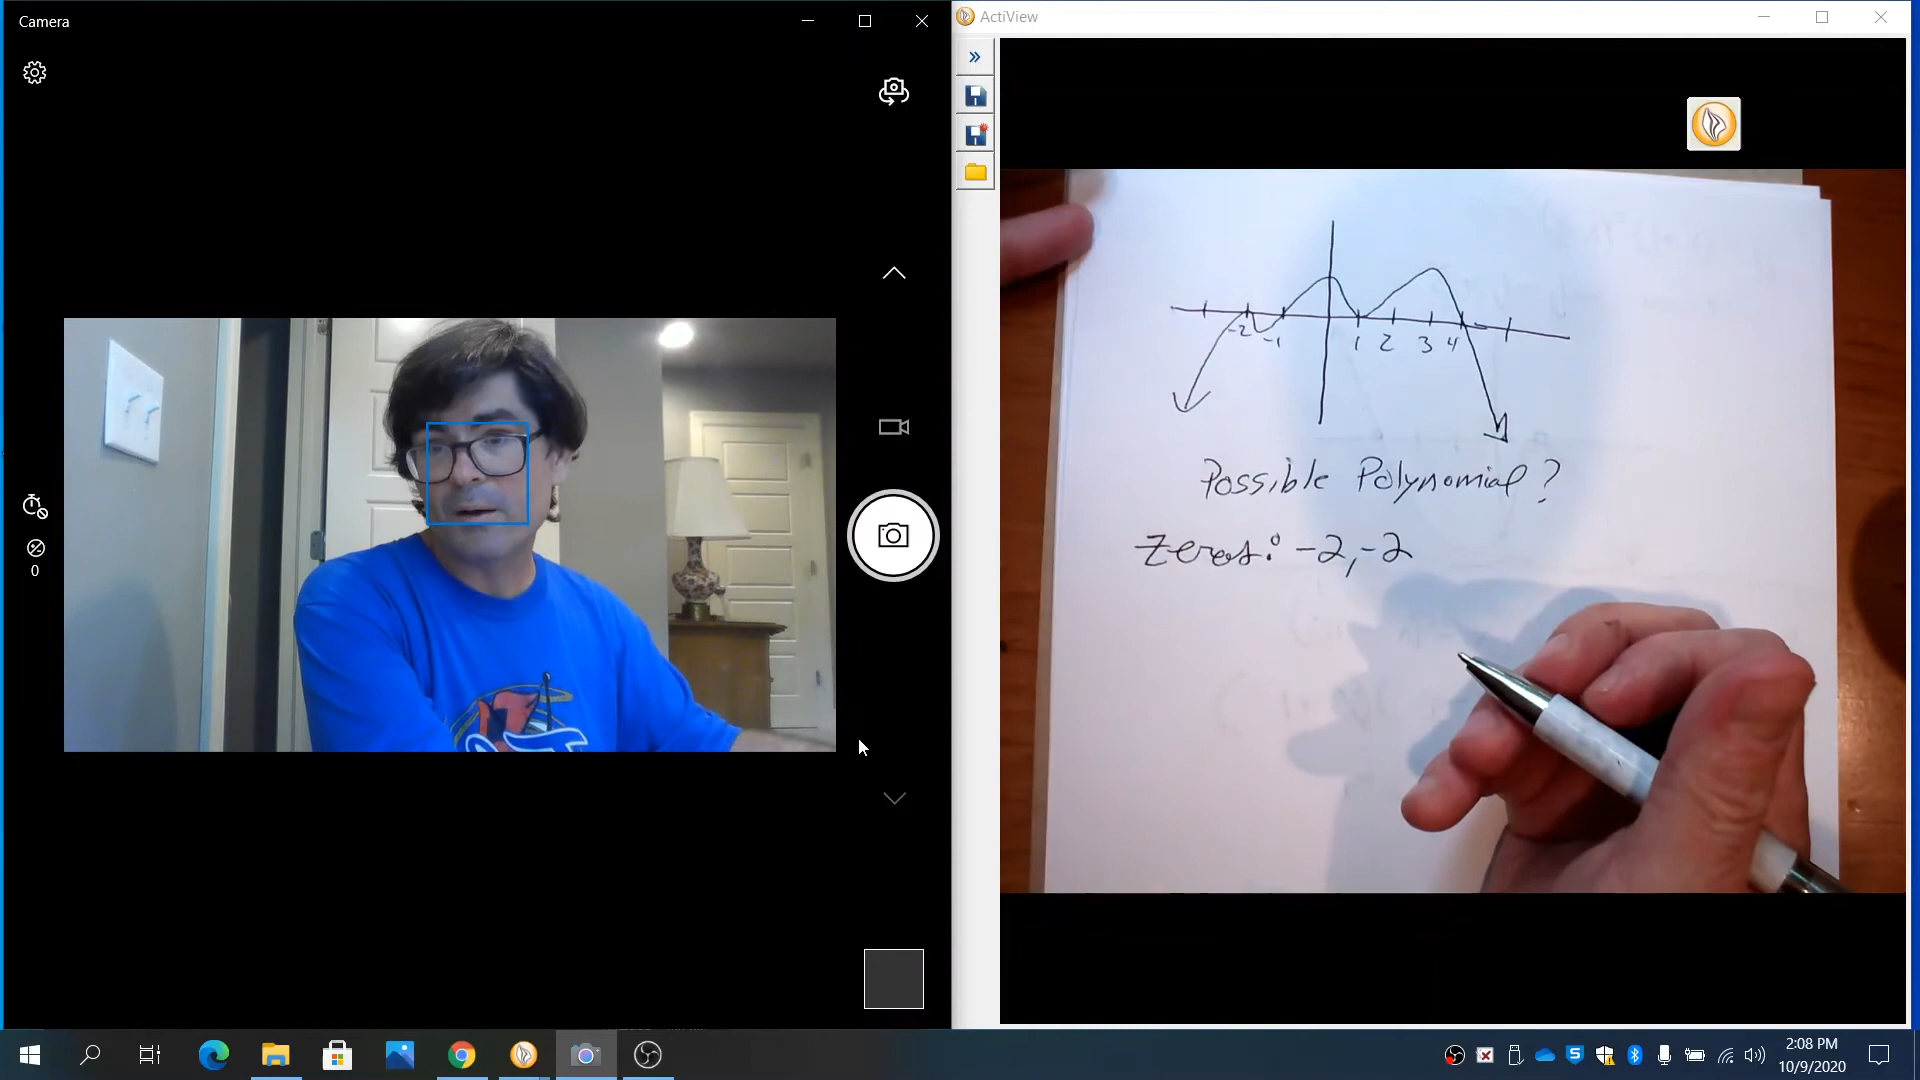 Camera
ActiView
»
-2 -1 1 2 3 4
Possible Polynomial?
Zeros: -2, -2
0
2:08 PM
10/9/2020